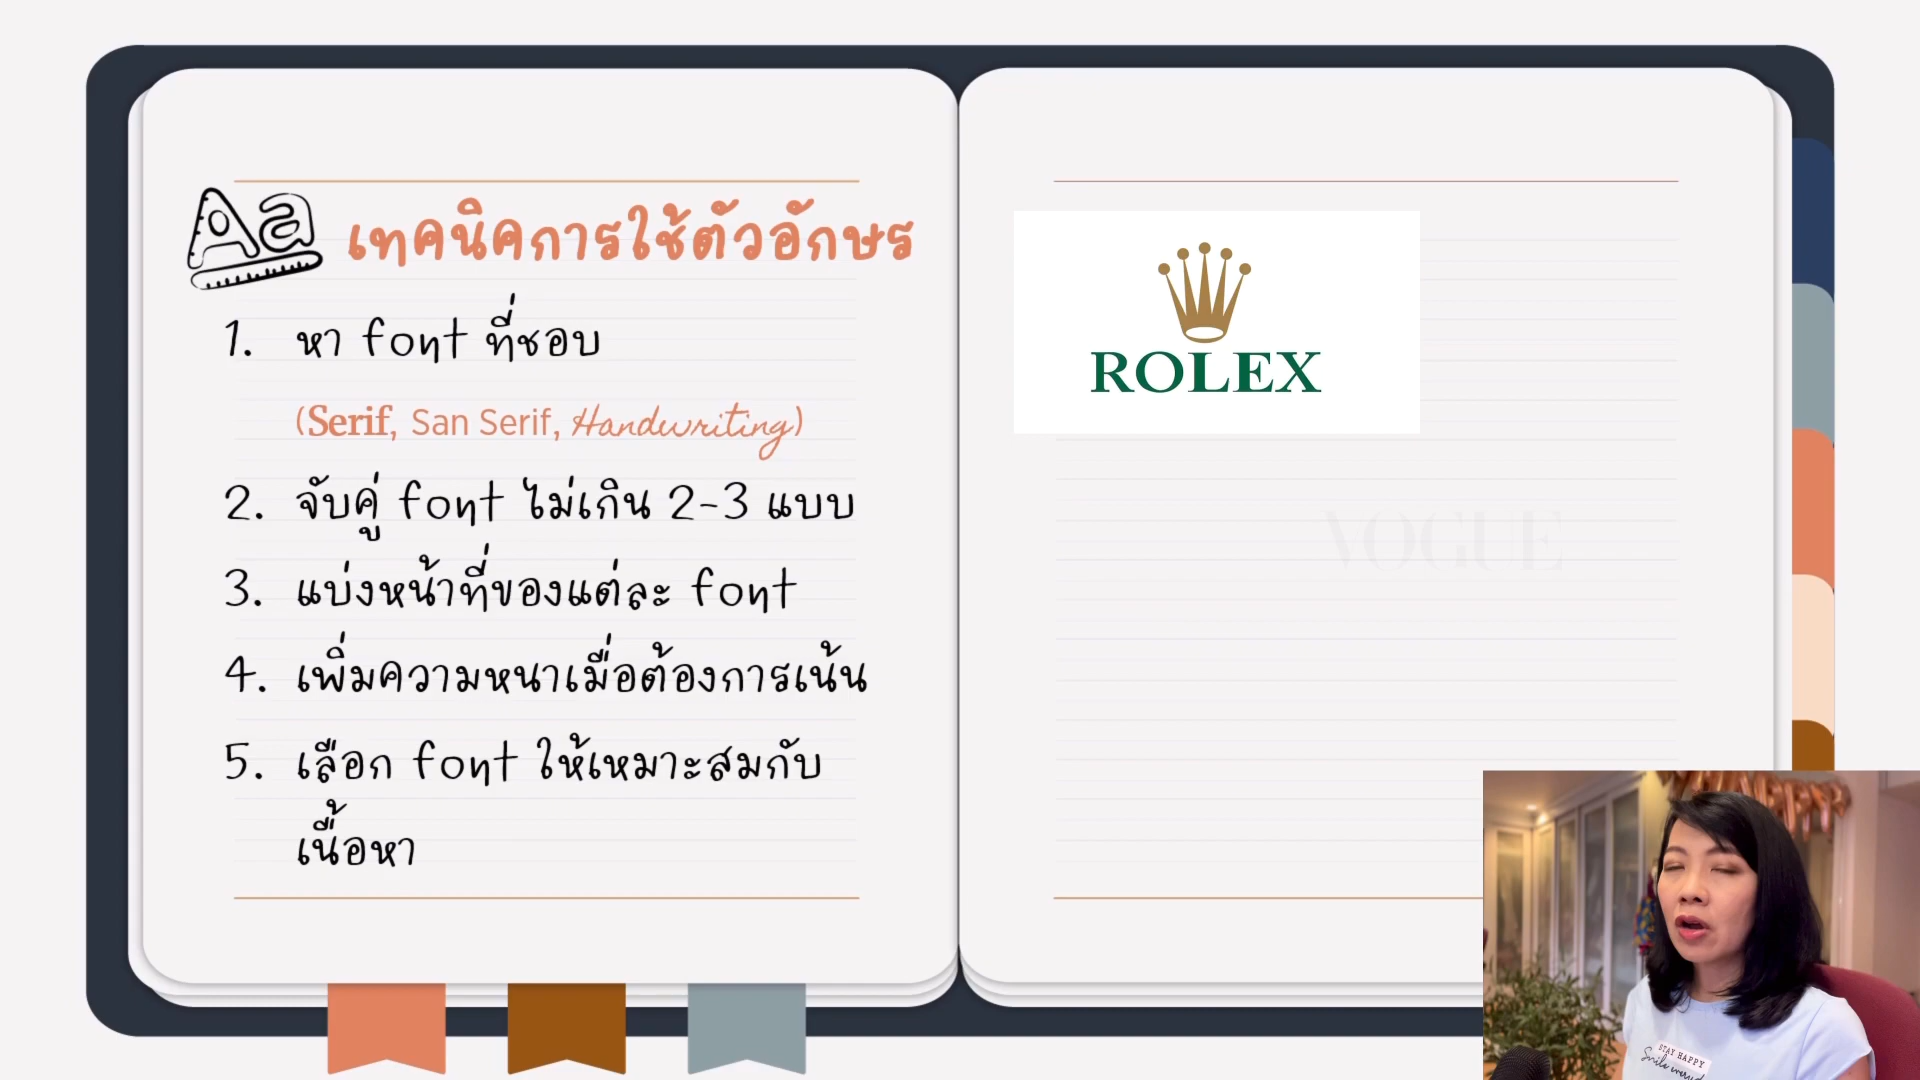 Aa
เทคนิคการใช้ตัวอักษร
1. หา font ที่ชอบ
(Serif, San Serif, Handwriting)
2. จับคู่ font ไม่เกิน 2-3 แบบ
3. แบ่งหน้าที่ของแต่ละ font
4. เพิ่มความหนาเมื่อต้องการเน้น
5. เลือก font ให้เหมาะสมกับ
เนื้อหา
ROLEX
VOGUE
STAY HAPPY